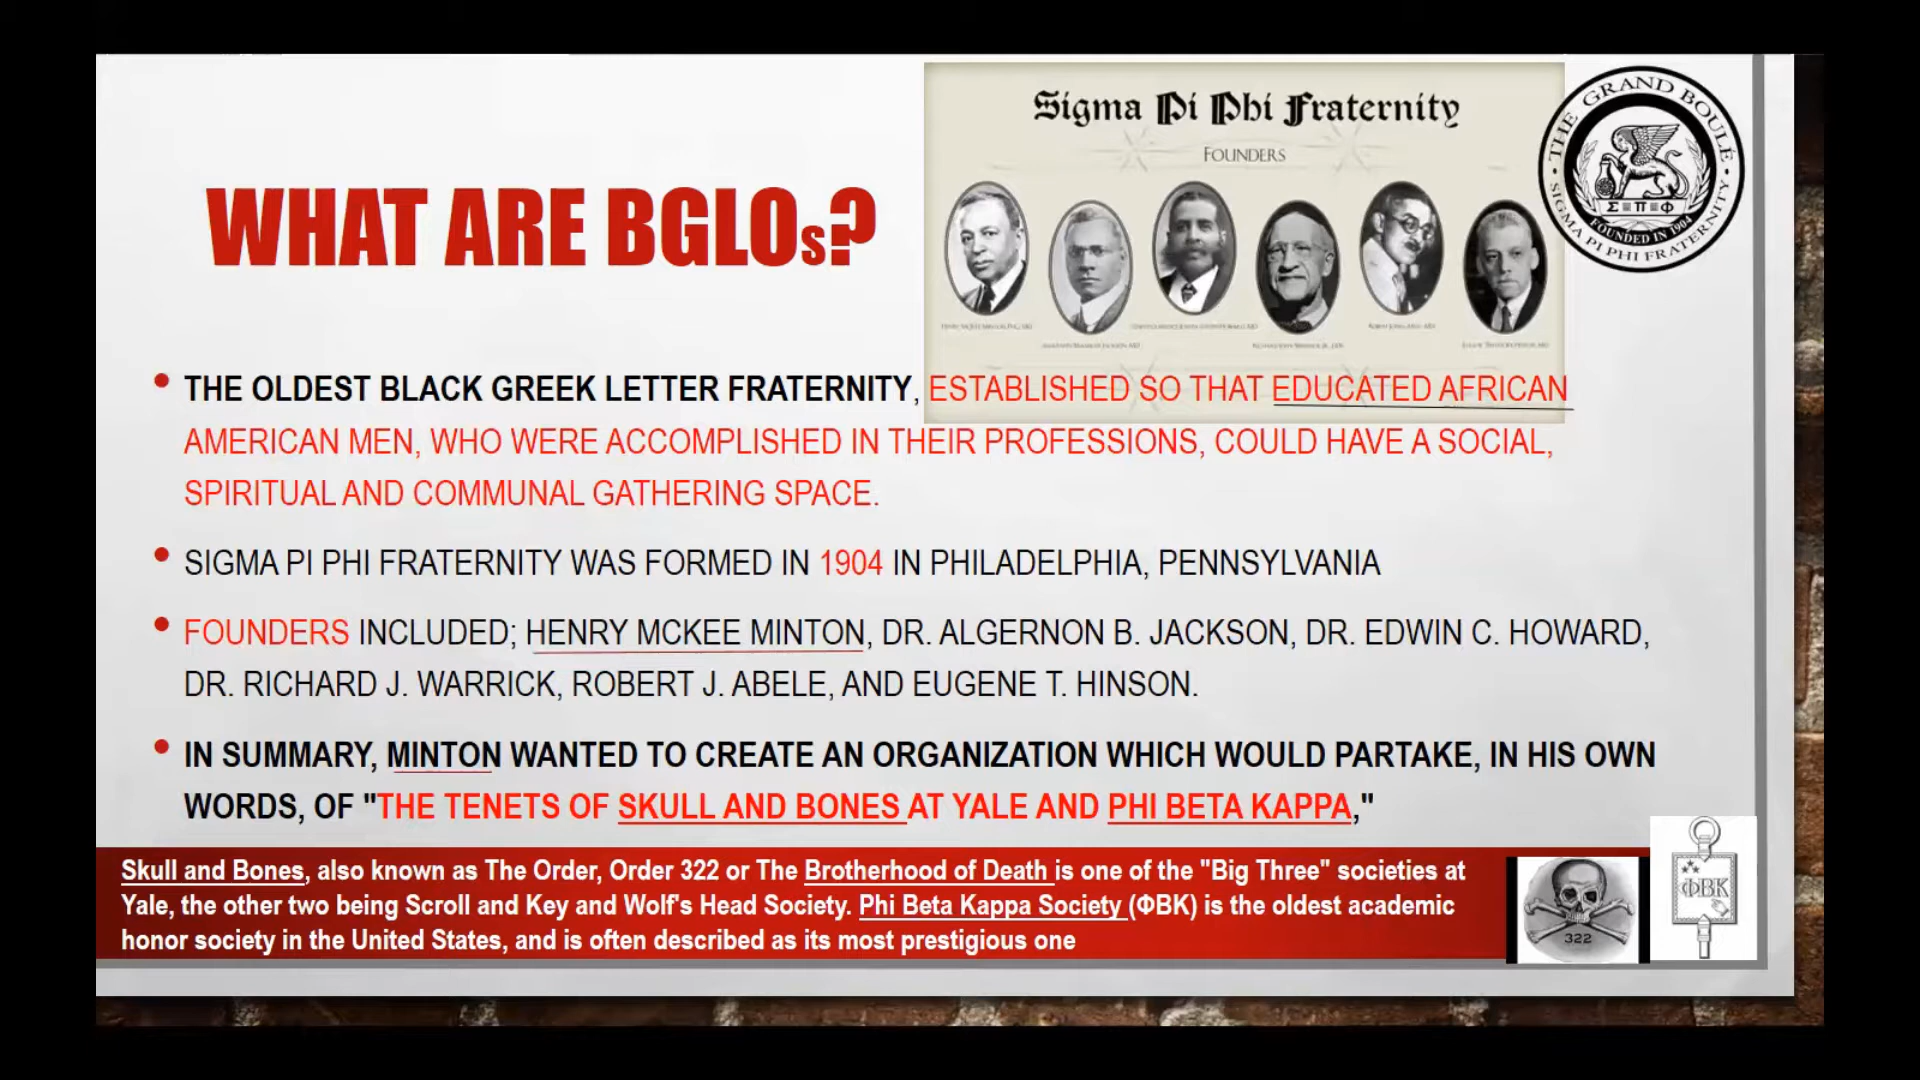 Sigma Pi Phi Fraternity
FOUNDERS
THE GRAND BOULÉ
SIGMA PI PHI FRATERNITY
ΣΠΦ
FOUNDED IN 1904
WHAT ARE BGLOs?
• THE OLDEST BLACK GREEK LETTER FRATERNITY, ESTABLISHED SO THAT EDUCATED AFRICAN
AMERICAN MEN, WHO WERE ACCOMPLISHED IN THEIR PROFESSIONS, COULD HAVE A SOCIAL,
SPIRITUAL AND COMMUNAL GATHERING SPACE.
• SIGMA PI PHI FRATERNITY WAS FORMED IN 1904 IN PHILADELPHIA, PENNSYLVANIA
• FOUNDERS INCLUDED; HENRY MCKEE MINTON, DR. ALGERNON B. JACKSON, DR. EDWIN C. HOWARD,
DR. RICHARD J. WARRICK, ROBERT J. ABELE, AND EUGENE T. HINSON.
• IN SUMMARY, MINTON WANTED TO CREATE AN ORGANIZATION WHICH WOULD PARTAKE, IN HIS OWN
WORDS, OF "THE TENETS OF SKULL AND BONES AT YALE AND PHI BETA KAPPA,"
Skull and Bones, also known as The Order, Order 322 or The Brotherhood of Death is one of the "Big Three" societies at
Yale, the other two being Scroll and Key and Wolf's Head Society. Phi Beta Kappa Society (ΦBK) is the oldest academic
honor society in the United States, and is often described as its most prestigious one
322
ΦBK